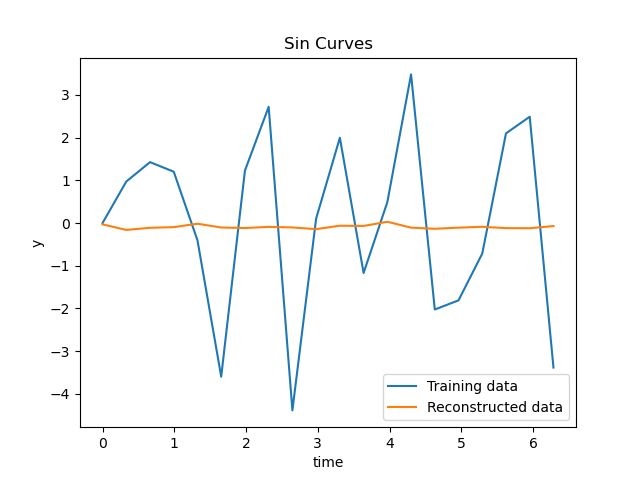 Sin Curves
y
3
2
1
0
−1
−2
−3
−4
Training data
Reconstructed data
0 1 2 3 4 5 6
time